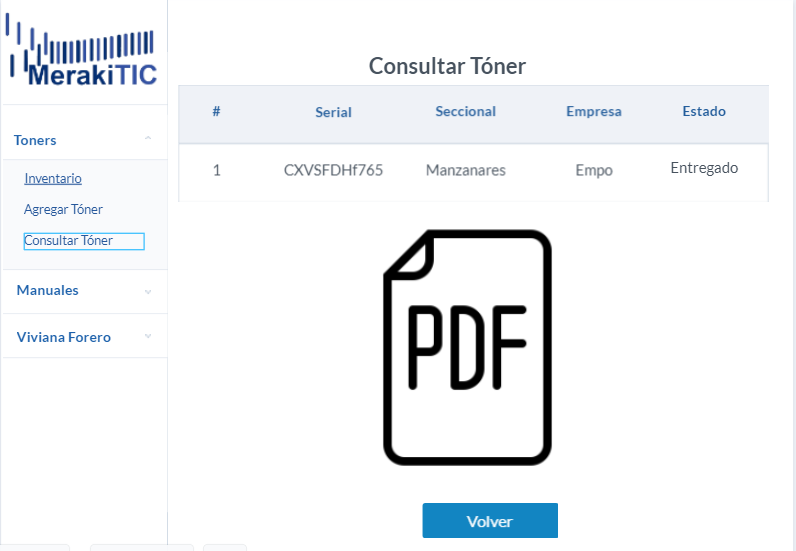 MerakiTIC
Toners
Inventario
Agregar Tóner
Consultar Tóner
Manuales
Viviana Forero
Consultar Tóner
# Serial Seccional Empresa Estado
1 CXVSFDHf765 Manzanares Empo Entregado
PDF
Volver